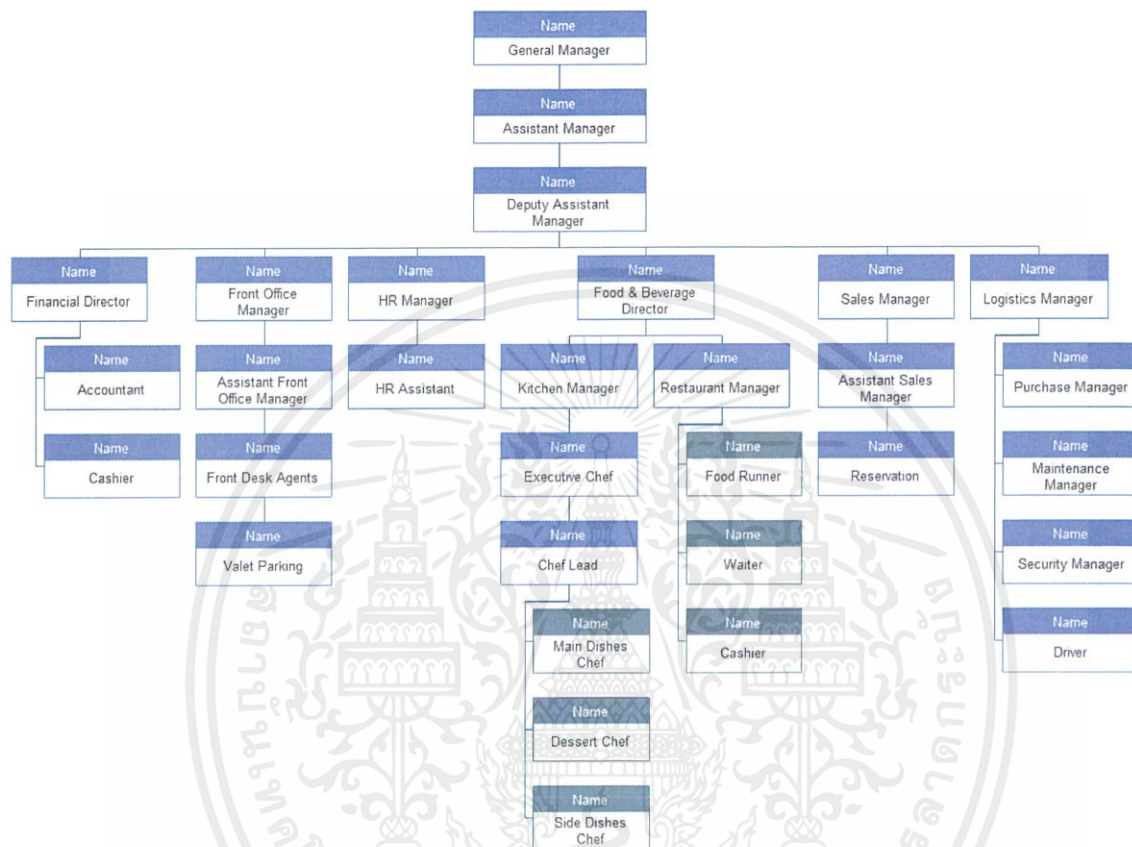 Name
General Manager
Name
Assistant Manager
Name
Deputy Assistant
Manager
Name
Financial Director
Name
Front Office
Manager
Name
HR Manager
Name
Food & Beverage
Director
Name
Sales Manager
Name
Logistics Manager
Name
Accountant
Name
Assistant Front
Office Manager
Name
HR Assistant
Name
Kitchen Manager
Name
Restaurant Manager
Name
Assistant Sales
Manager
Name
Purchase Manager
Name
Cashier
Name
Front Desk Agents
Name
Executive Chef
Name
Food Runner
Name
Reservation
Name
Maintenance
Manager
Name
Valet Parking
Name
Chef Lead
Name
Waiter
Name
Security Manager
Name
Main Dishes
Chef
Name
Cashier
Name
Driver
Name
Dessert Chef
Name
Side Dishes
Chef